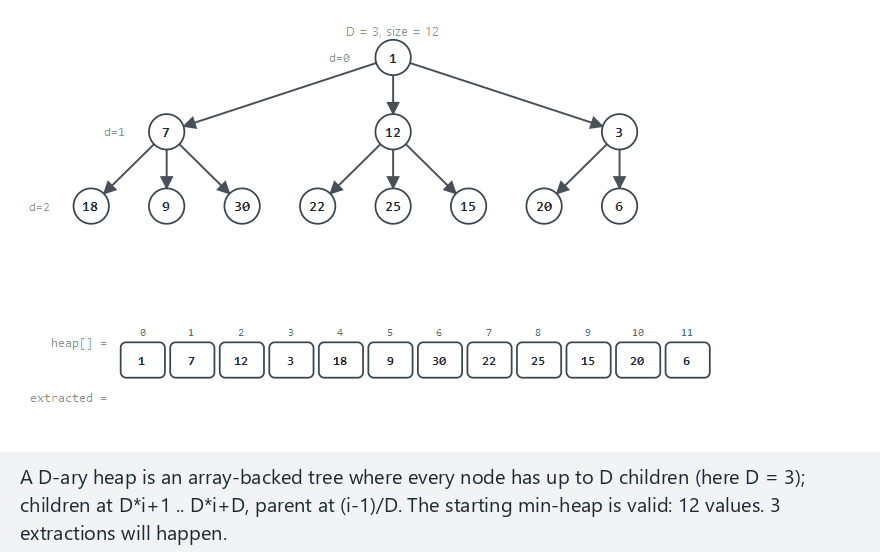 D = 3, size = 12
d=0 1
d=1 7 12 3
d=2 18 9 30 22 25 15 20 6
0 1 2 3 4 5 6 7 8 9 10 11
heap[] = 1 7 12 3 18 9 30 22 25 15 20 6
extracted =
A D-ary heap is an array-backed tree where every node has up to D children (here D = 3);
children at D*i+1 .. D*i+D, parent at (i-1)/D. The starting min-heap is valid: 12 values. 3
extractions will happen.